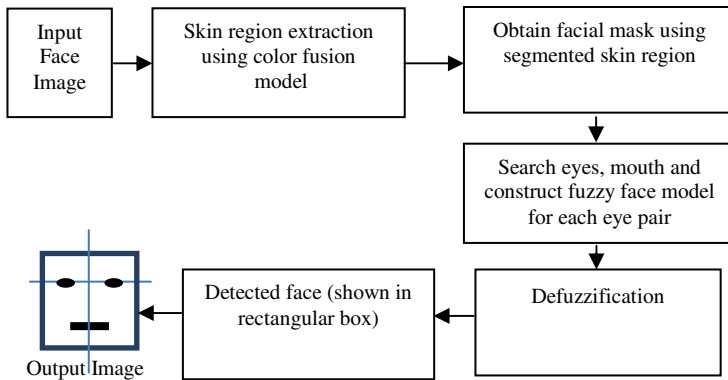 Input
Face
Image
Skin region extraction
using color fusion
model
Obtain facial mask using
segmented skin region
Search eyes, mouth and
construct fuzzy face model
for each eye pair
Defuzzification
Detected face (shown in
rectangular box)
Output Image